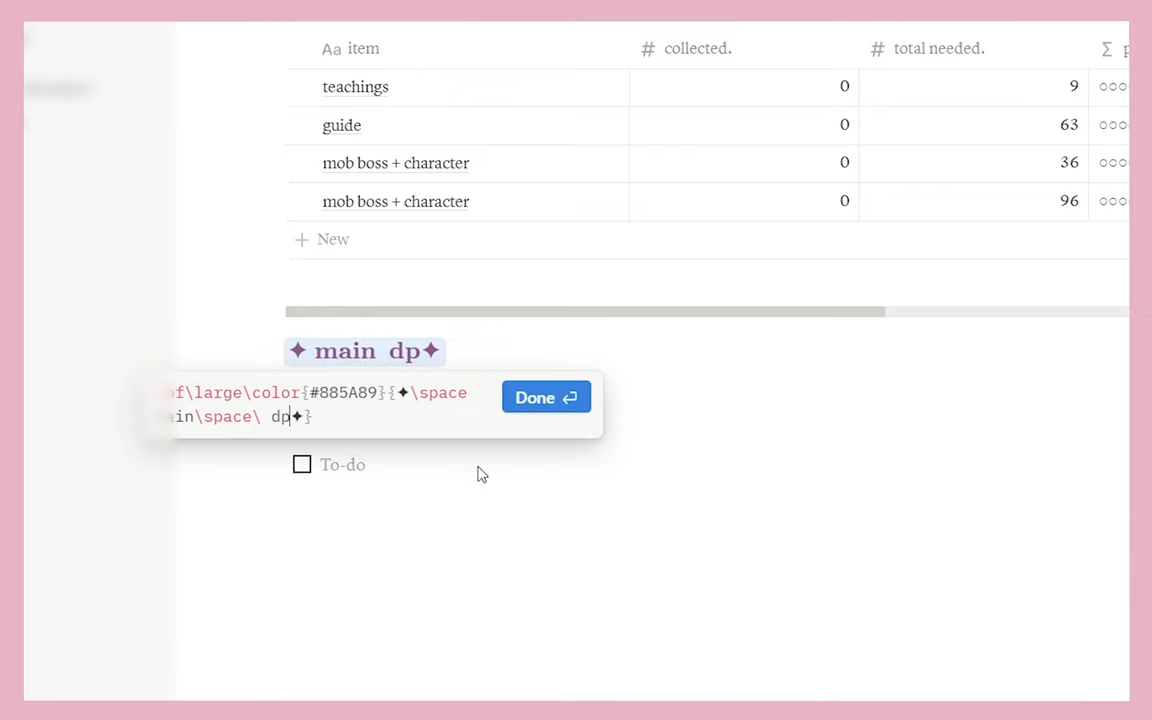 Aa item # collected. # total needed. Σ
teachings 0 9 ○○○
guide 0 63 ○○○
mob boss + character 0 36 ○○○
mob boss + character 0 96 ○○○
+ New
✦ main dp✦
\large\color{#885A89}{✦\space
\space\ dp✦}
Done ⏎
To-do